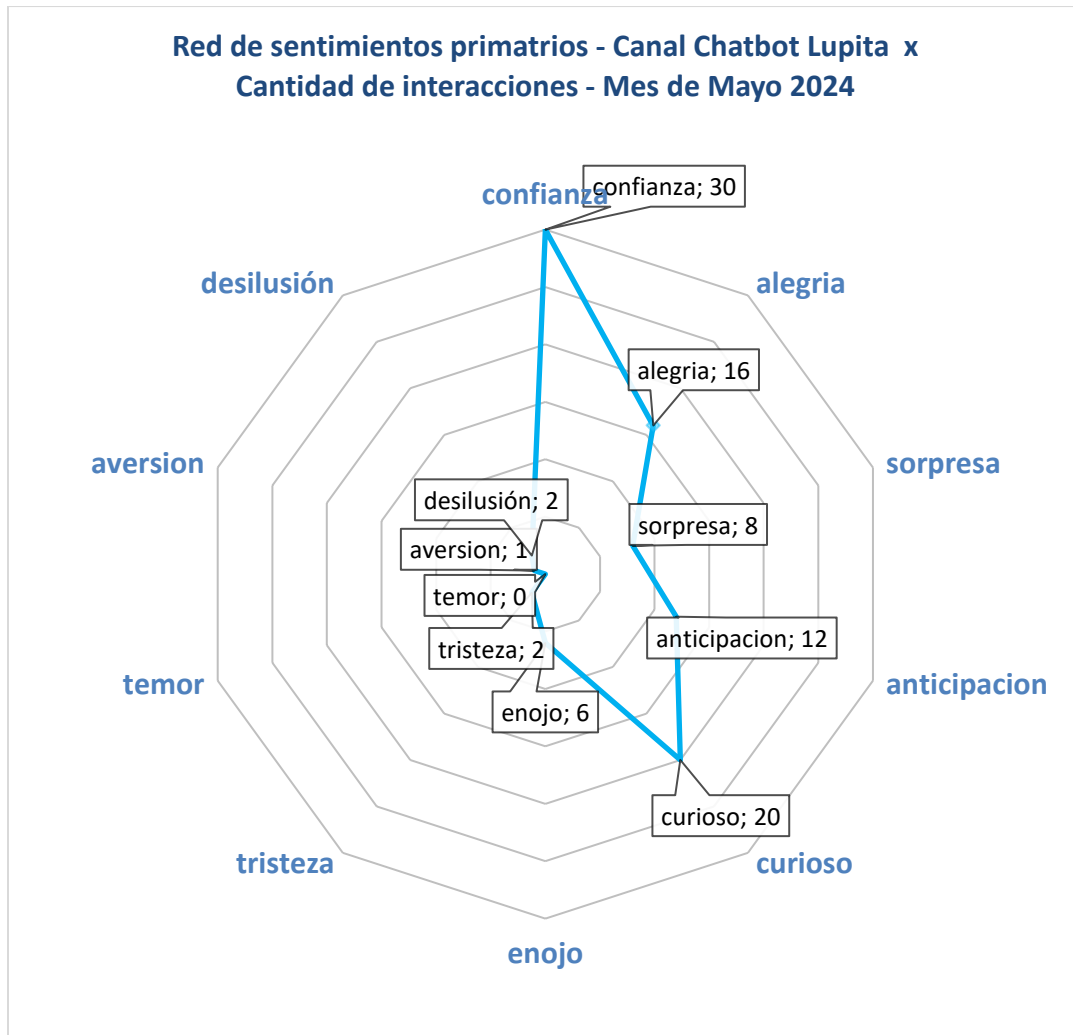 Red de sentimientos primatrios - Canal Chatbot Lupita x
Cantidad de interacciones - Mes de Mayo 2024
confianza
confianza; 30
desilusión
alegria
alegria; 16
aversion
sorpresa
desilusión; 2
sorpresa; 8
aversion; 1
temor; 0
anticipacion; 12
tristeza; 2
temor
anticipacion
enojo; 6
curioso; 20
tristeza
curioso
enojo